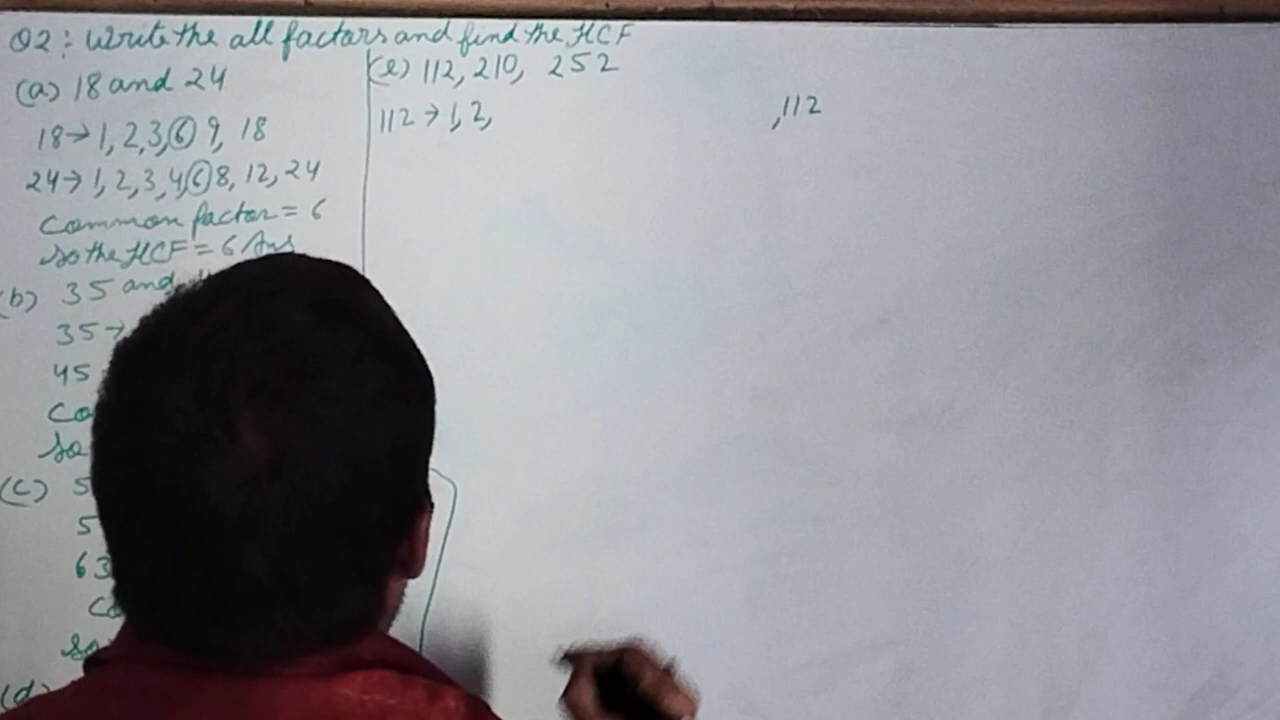 Q2: Write the all factors and find the HCF
(a) 18 and 24
18→ 1, 2, 3, 6 9, 18
24→ 1, 2, 3, 4, 6 8, 12, 24
Common factor = 6
so the HCF = 6 Ans
(b) 35 and
35→
45
Co
So
(c) 5
5
63
Co
So
(d)
(e) 112, 210, 252
112 → 1, 2, , 112